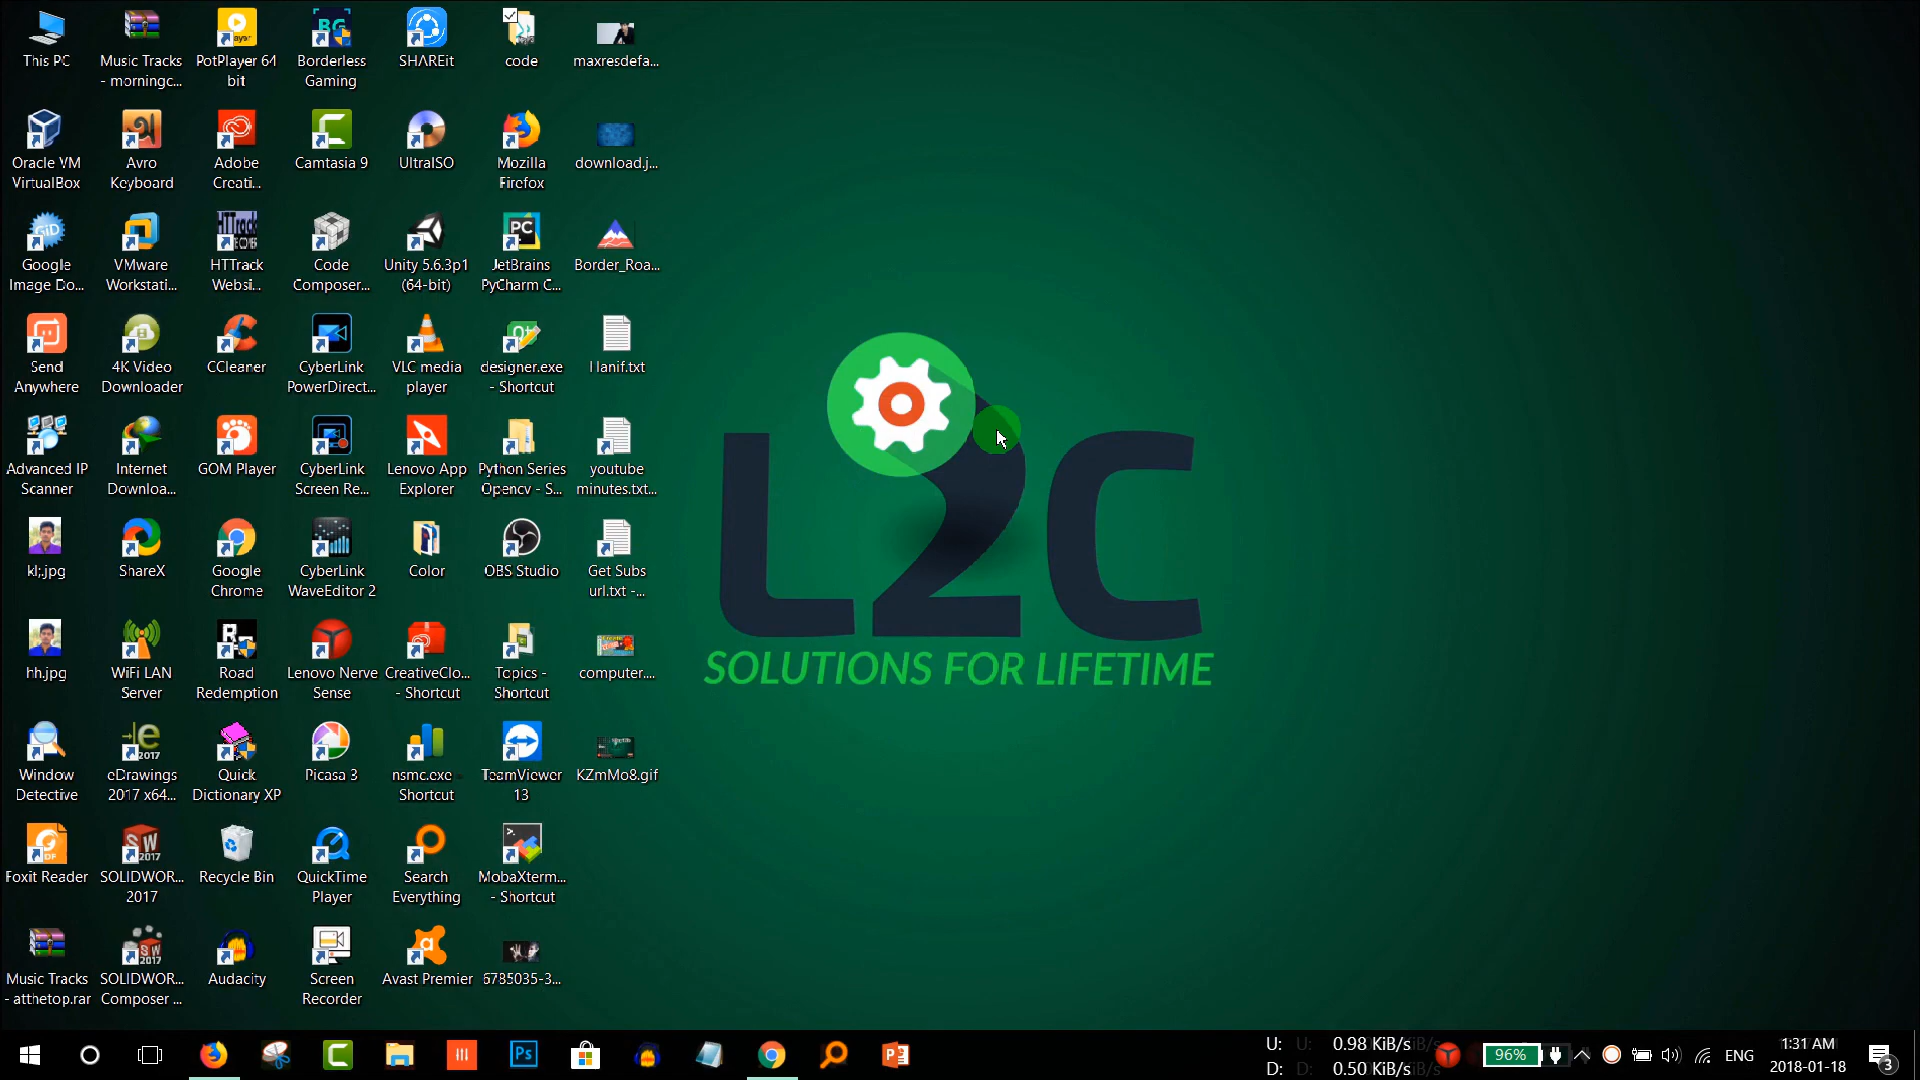 This PC
Music Tracks
- morningc...
PotPlayer 64
bit
Borderless
Gaming
SHAREit
code
maxresdefa...
Oracle VM
VirtualBox
Avro
Keyboard
Adobe
Creati...
Camtasia 9
UltraISO
Mozilla
Firefox
download.j...
Google
Image Do...
VMware
Workstati...
HTTrack
Websi...
Code
Composer...
Unity 5.6.3p1
(64-bit)
JetBrains
PyCharm C...
Border_Roa...
Send
Anywhere
4K Video
Downloader
CCleaner
CyberLink
PowerDirect...
VLC media
player
designer.exe
- Shortcut
Hanif.txt
Advanced IP
Scanner
Internet
Downloa...
GOM Player
CyberLink
Screen Re...
Lenovo App
Explorer
Python Series
Opencv - S...
youtube
minutes.txt...
kl;.jpg
ShareX
Google
Chrome
CyberLink
WaveEditor 2
Color
OBS Studio
Get Subs
url.txt -...
hh.jpg
WiFi LAN
Server
Road
Redemption
Lenovo Nerve
Sense
CreativeClo...
- Shortcut
Topics -
Shortcut
computer....
Window
Detective
eDrawings
2017 x64...
Quick
Dictionary XP
Picasa 3
nsmc.exe -
Shortcut
TeamViewer
13
KZmMo8.gif
Foxit Reader
SOLIDWOR...
2017
Recycle Bin
QuickTime
Player
Search
Everything
MobaXterm...
- Shortcut
Music Tracks
- atthetop.rar
SOLIDWOR...
Composer ...
Audacity
Screen
Recorder
Avast Premier
6785035-3...
L2C
SOLUTIONS FOR LIFETIME
U: 0.98 KiB/s
D: 0.50 KiB/s
96%
ENG
1:31 AM
2018-01-18
3